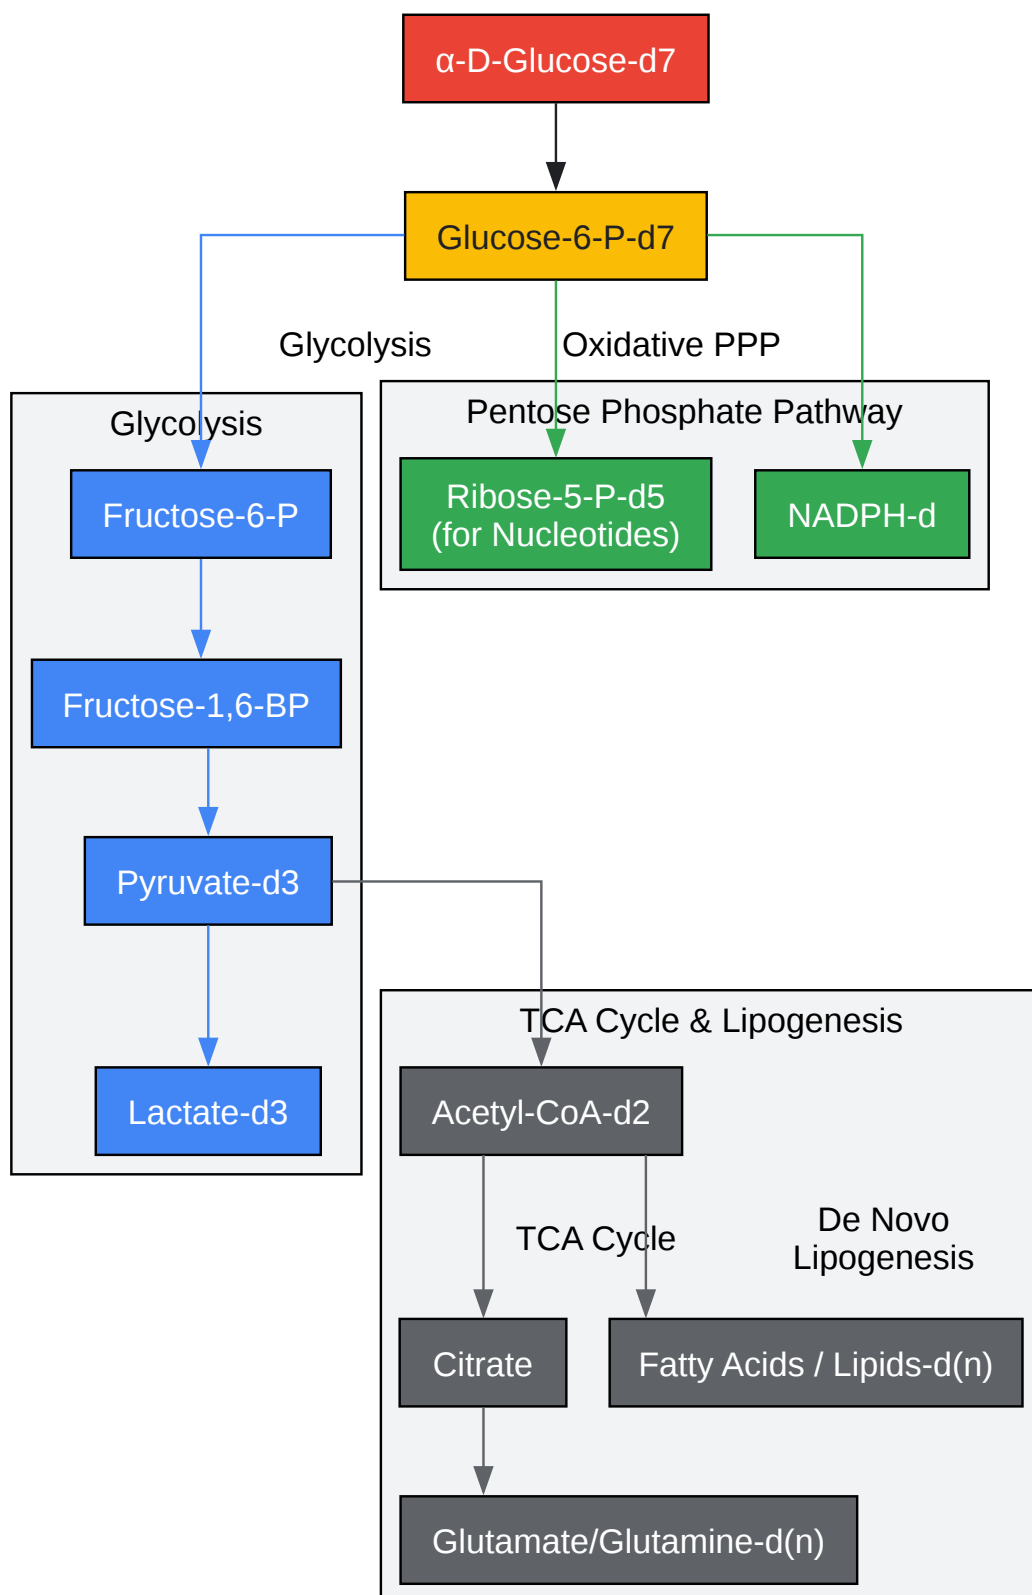 α-D-Glucose-d7
Glucose-6-P-d7
Glycolysis
Oxidative PPP
Glycolysis
Pentose Phosphate Pathway
Fructose-6-P
Ribose-5-P-d5
(for Nucleotides)
NADPH-d
Fructose-1,6-BP
Pyruvate-d3
Lactate-d3
TCA Cycle & Lipogenesis
Acetyl-CoA-d2
TCA Cycle
De Novo
Lipogenesis
Citrate
Fatty Acids / Lipids-d(n)
Glutamate/Glutamine-d(n)